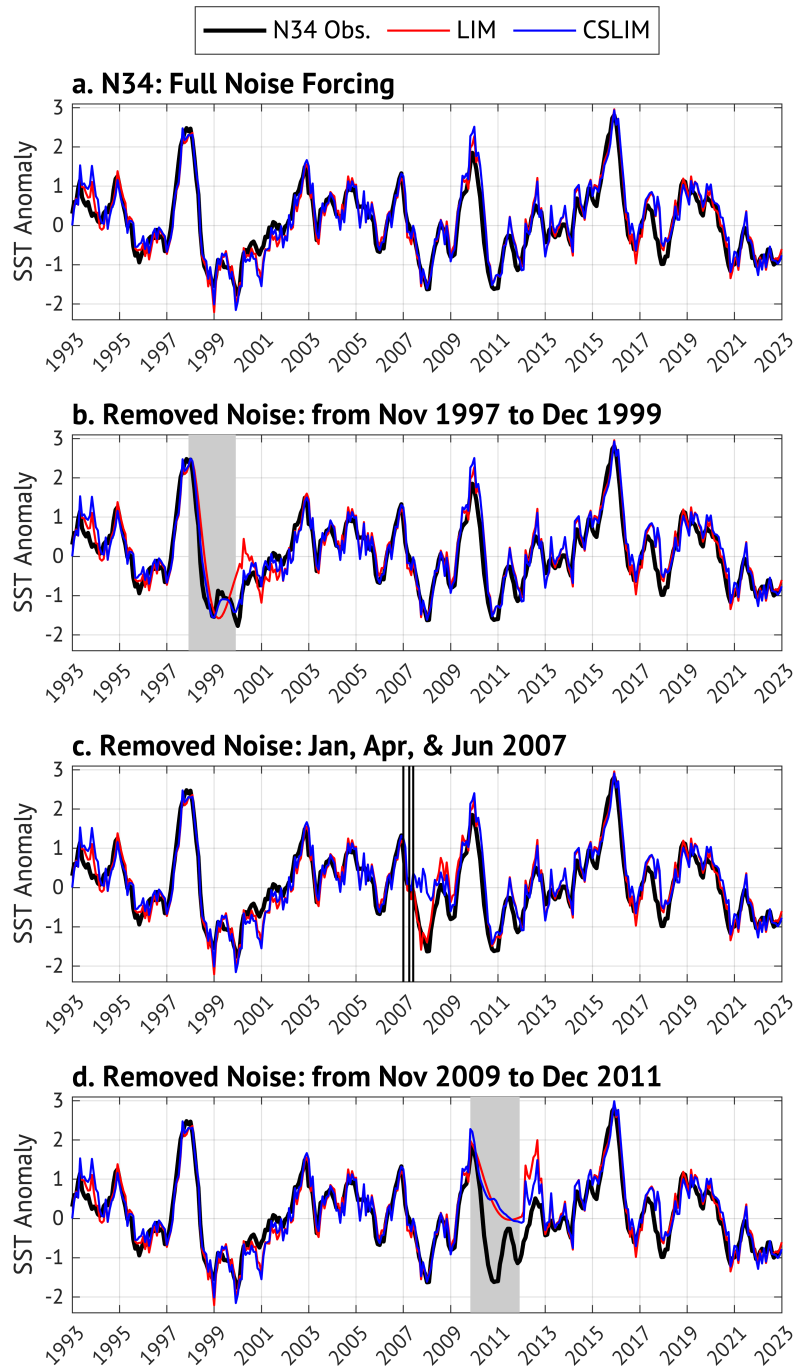 N34 Obs. LIM CSLIM
a. N34: Full Noise Forcing
SST Anomaly
3
2
1
0
-1
-2
1993 1995 1997 1999 2001 2003 2005 2007 2009 2011 2013 2015 2017 2019 2021 2023
b. Removed Noise: from Nov 1997 to Dec 1999
SST Anomaly
3
2
1
0
-1
-2
1993 1995 1997 1999 2001 2003 2005 2007 2009 2011 2013 2015 2017 2019 2021 2023
c. Removed Noise: Jan, Apr, & Jun 2007
SST Anomaly
3
2
1
0
-1
-2
1993 1995 1997 1999 2001 2003 2005 2007 2009 2011 2013 2015 2017 2019 2021 2023
d. Removed Noise: from Nov 2009 to Dec 2011
SST Anomaly
3
2
1
0
-1
-2
1993 1995 1997 1999 2001 2003 2005 2007 2009 2011 2013 2015 2017 2019 2021 2023